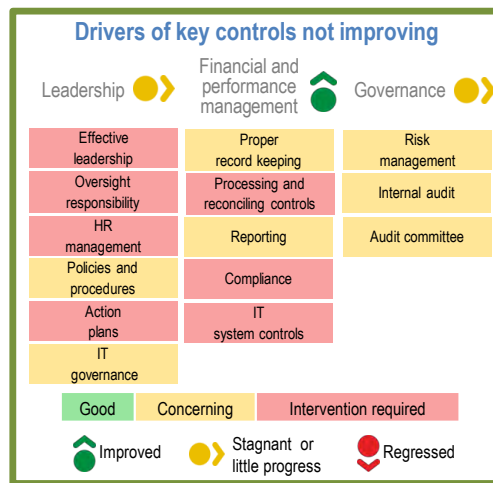 Drivers of key controls not improving
Leadership
Financial and
performance
management
Governance
Effective
leadership
Oversight
responsibility
HR
management
Policies and
procedures
Action
plans
IT
governance
Proper
record keeping
Processing and
reconciling controls
Reporting
Compliance
IT
system controls
Risk
management
Internal audit
Audit committee
Good
Concerning
Intervention required
Improved
Stagnant or
little progress
Regressed